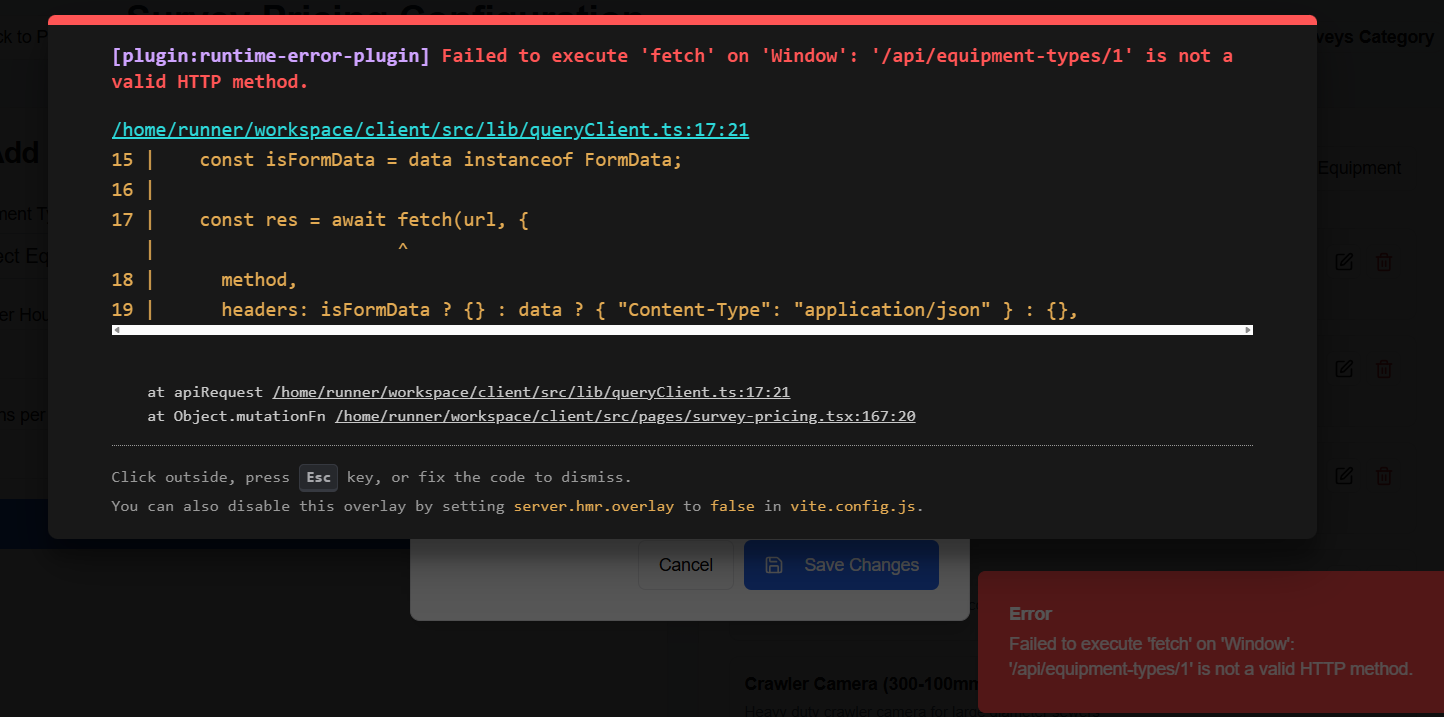 Survey Pricing Configuration
ck to P
veys Category
[plugin:runtime-error-plugin] Failed to execute 'fetch' on 'Window': '/api/equipment-types/1' is not a
valid HTTP method.
/home/runner/workspace/client/src/lib/queryClient.ts:17:21
15 |    const isFormData = data instanceof FormData;
16 |
17 |    const res = await fetch(url, {
   |                      ^
18 |      method,
19 |      headers: isFormData ? {} : data ? { "Content-Type": "application/json" } : {},
Add
Equipment
ment Ty
ect Eq
er Hou
ns per
at apiRequest /home/runner/workspace/client/src/lib/queryClient.ts:17:21
at Object.mutationFn /home/runner/workspace/client/src/pages/survey-pricing.tsx:167:20
Click outside, press Esc key, or fix the code to dismiss.
You can also disable this overlay by setting server.hmr.overlay to false in vite.config.js.
Cancel
Save Changes
Error
Failed to execute 'fetch' on 'Window':
'/api/equipment-types/1' is not a valid HTTP method.
Crawler Camera (300-100mm
Heavy duty crawler camera for large